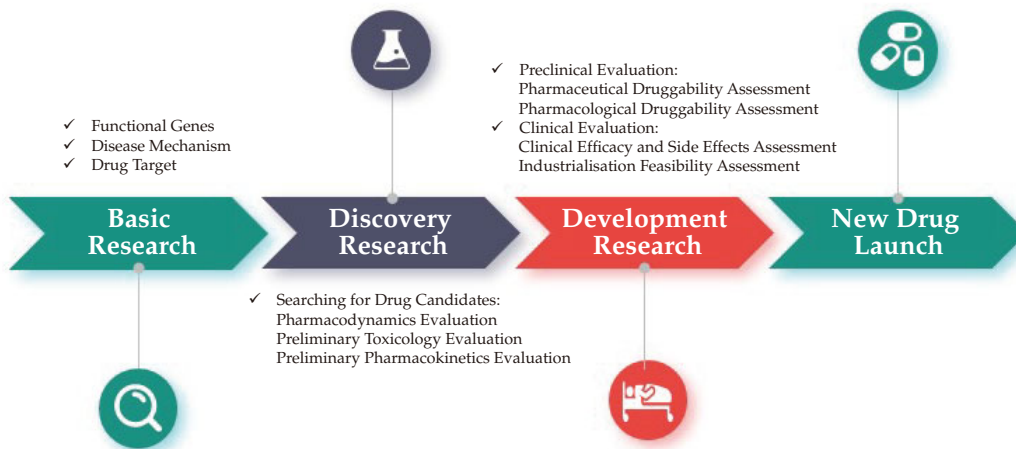 ✓ Functional Genes
✓ Disease Mechanism
✓ Drug Target
✓ Preclinical Evaluation:
Pharmaceutical Druggability Assessment
Pharmacological Druggability Assessment
✓ Clinical Evaluation:
Clinical Efficacy and Side Effects Assessment
Industrialisation Feasibility Assessment
Basic
Research
Discovery
Research
Development
Research
New Drug
Launch
✓ Searching for Drug Candidates:
Pharmacodynamics Evaluation
Preliminary Toxicology Evaluation
Preliminary Pharmacokinetics Evaluation